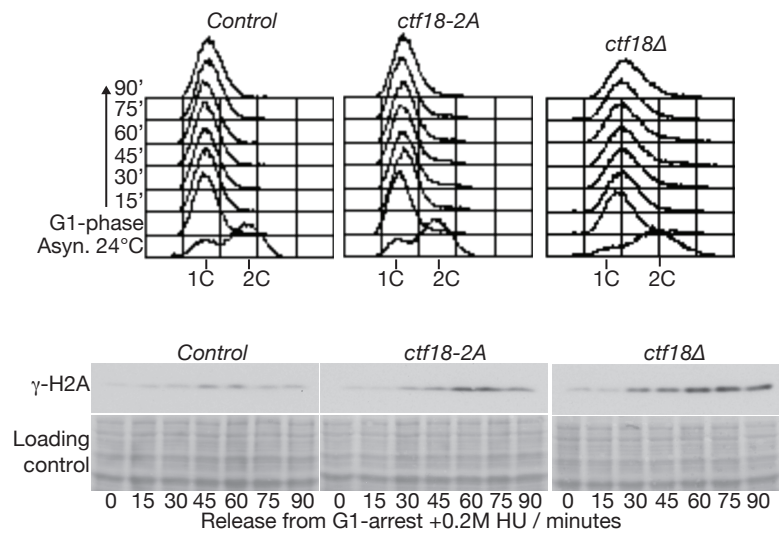 Control ctf18-2A ctf18Δ
90'
75'
60'
45'
30'
15'
G1-phase
Asyn. 24°C
1C 2C 1C 2C 1C 2C
Control ctf18-2A ctf18Δ
γ-H2A
Loading
control
0 15 30 45 60 75 90 0 15 30 45 60 75 90 0 15 30 45 60 75 90
Release from G1-arrest +0.2M HU / minutes